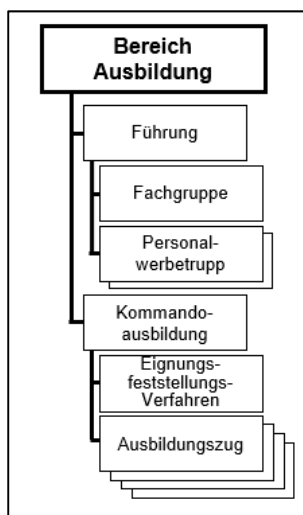 Bereich
Ausbildung
Führung
Fachgruppe
Personal-
werbetrupp
Kommando-
ausbildung
Eignungs-
feststellungs-
Verfahren
Ausbildungszug